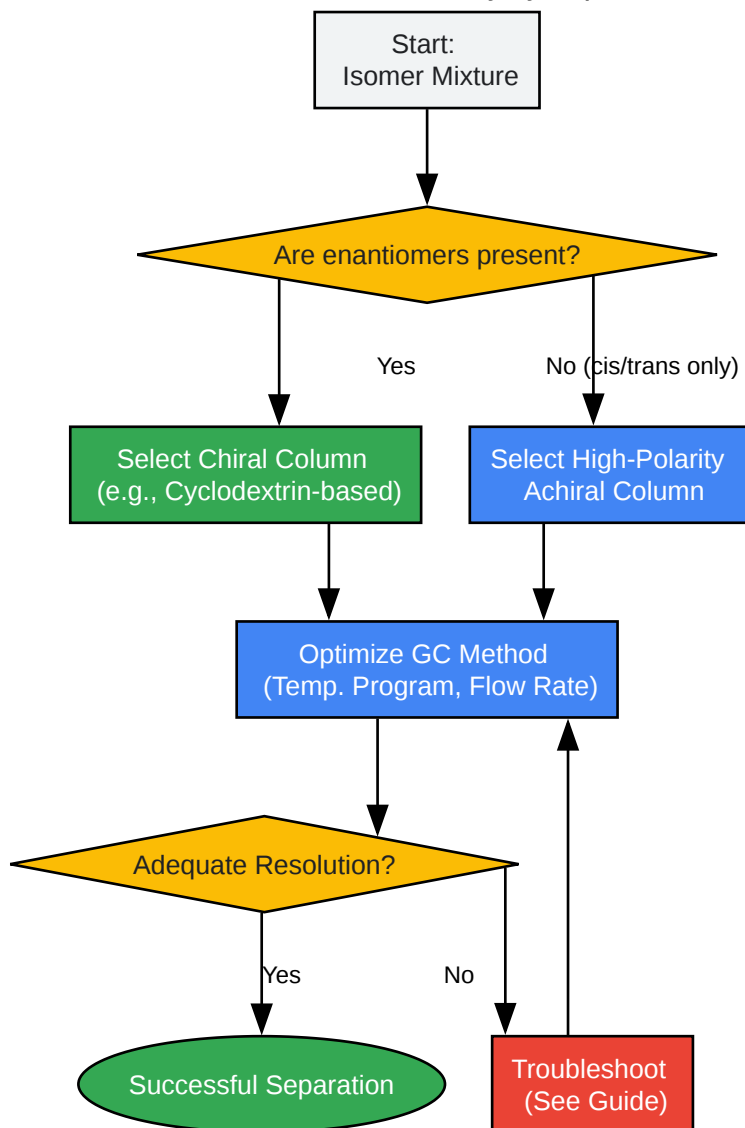 Start:
Isomer Mixture
Are enantiomers present?
Yes
No (cis/trans only)
Select Chiral Column
(e.g., Cyclodextrin-based)
Select High-Polarity
Achiral Column
Optimize GC Method
(Temp. Program, Flow Rate)
Adequate Resolution?
Yes
No
Successful Separation
Troubleshoot
(See Guide)